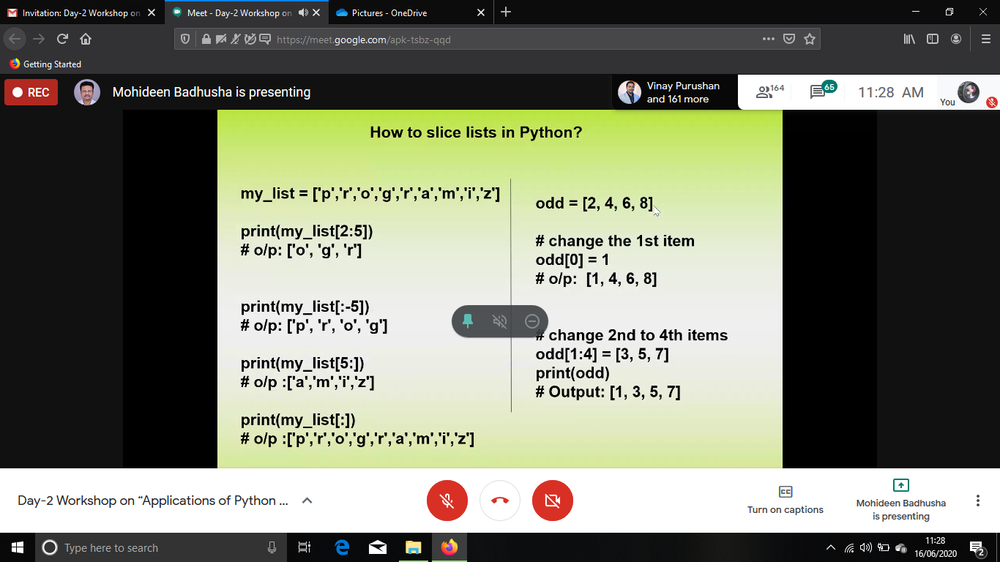 Invitation: Day-2 Workshop on
Meet - Day-2 Workshop on
Pictures - OneDrive
https://meet.google.com/apk-tsbz-qqd
Getting Started
REC
Mohideen Badhusha is presenting
Vinay Purushan
and 161 more
164
65
11:28 AM
You
How to slice lists in Python?
my_list = ['p','r','o','g','r','a','m','i','z']
print(my_list[2:5])
# o/p: ['o', 'g', 'r']
print(my_list[:-5])
# o/p: ['p', 'r', 'o', 'g']
print(my_list[5:])
# o/p :['a','m','i','z']
print(my_list[:])
# o/p :['p','r','o','g','r','a','m','i','z']
odd = [2, 4, 6, 8]
# change the 1st item
odd[0] = 1
# o/p:  [1, 4, 6, 8]
# change 2nd to 4th items
odd[1:4] = [3, 5, 7]
print(odd)
# Output: [1, 3, 5, 7]
Day-2 Workshop on “Applications of Python ...
CC
Turn on captions
Mohideen Badhusha
is presenting
Type here to search
11:28
16/06/2020
2